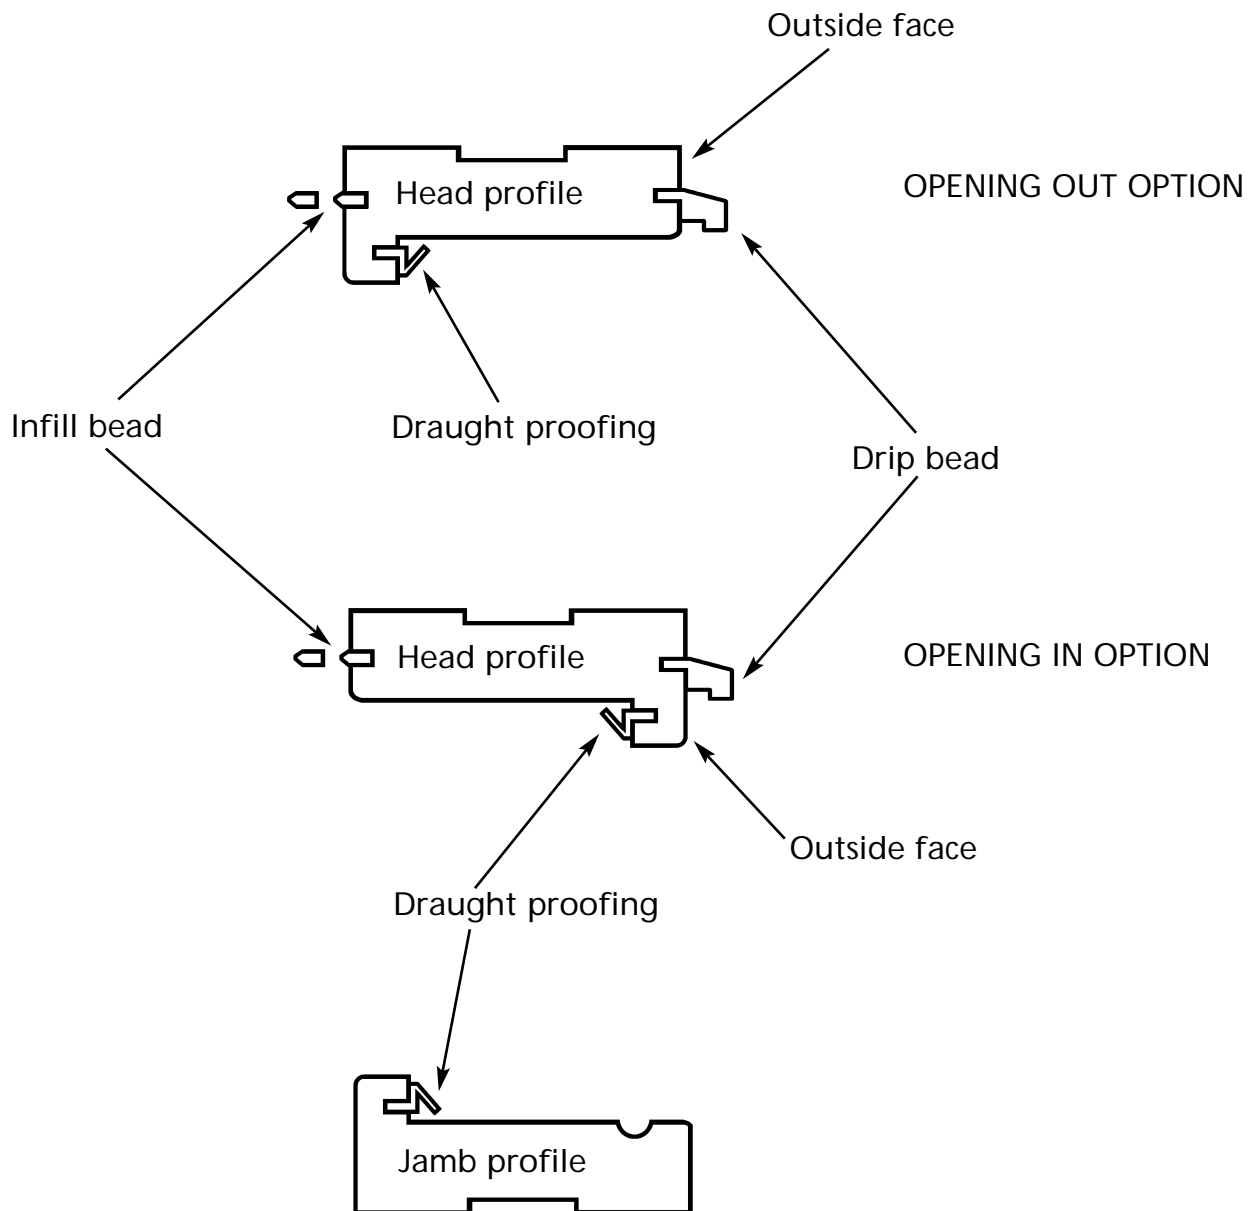 Outside face
Head profile
OPENING OUT OPTION
Infill bead
Draught proofing
Drip bead
Head profile
OPENING IN OPTION
Outside face
Draught proofing
Jamb profile